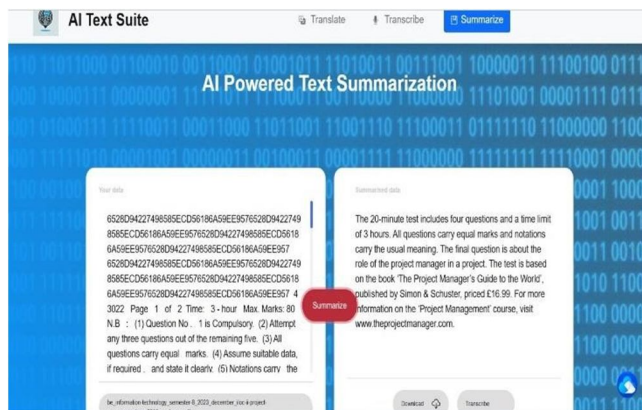 AI Text Suite
Translate
Transcribe
Summarize
AI Powered Text Summarization
Your data
6528D94227498585ECD56186A59EE9576528D9422749
8585ECD56186A59EE9576528D94227498585ECD5618
6A59EE9576528D94227498585ECD56186A59EE957
6528D94227498585ECD56186A59EE9576528D9422749
8585ECD56186A59EE9576528D94227498585ECD5618
6A59EE9576528D94227498585ECD56186A59EE957 4
3022 Page 1 of 2 Time: 3-hour Max. Marks: 80
N.B : (1) Question No . 1 is Compulsory. (2) Attempt
any three questions out of the remaining five. (3) All
questions carry equal marks. (4) Assume suitable data,
if required . and state it clearly. (5) Notations carry the
Summarize
Summarised data
The 20-minute test includes four questions and a time limit
of 3 hours. All questions carry equal marks and notations
carry the usual meaning. The final question is about the
role of the project manager in a project. The test is based
on the book 'The Project Manager's Guide to the World',
published by Simon & Schuster, priced £16.99. For more
information on the 'Project Management' course, visit
www.theprojectmanager.com.
Download
Transcribe